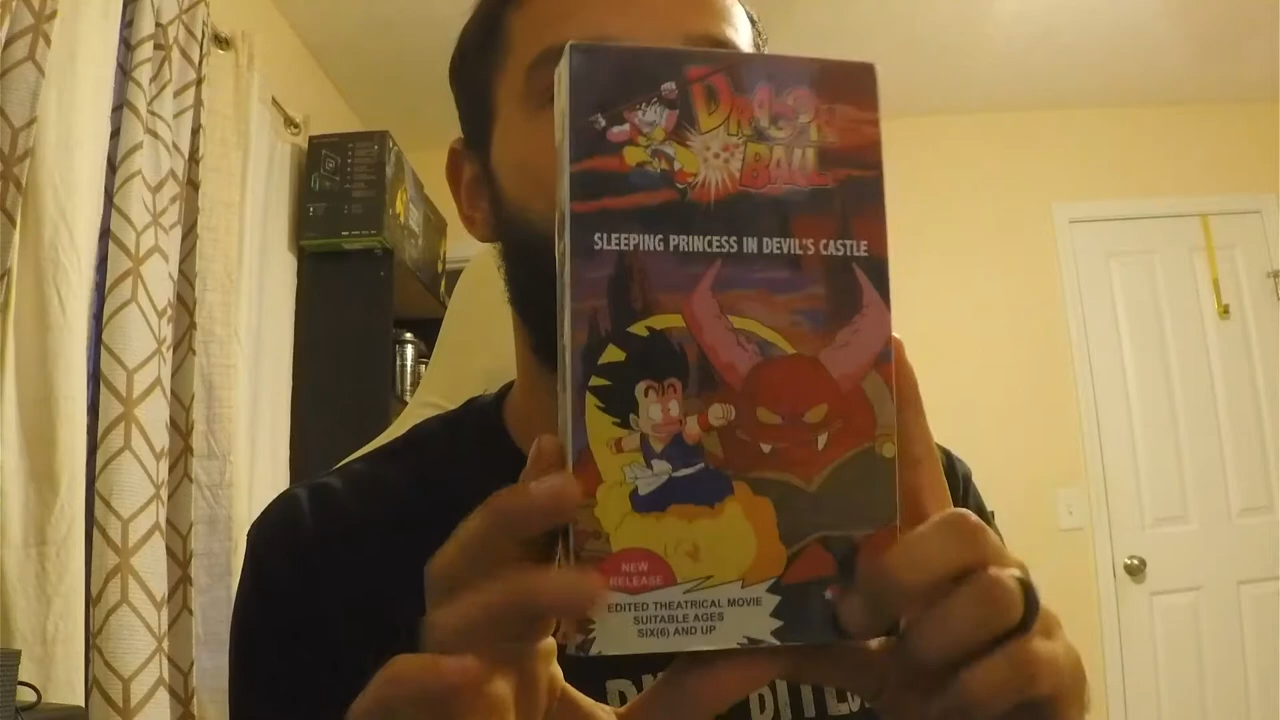 DRAGON
BALL
SLEEPING PRINCESS IN DEVIL'S CASTLE
NEW
RELEASE
EDITED THEATRICAL MOVIE
SUITABLE AGES
SIX(6) AND UP